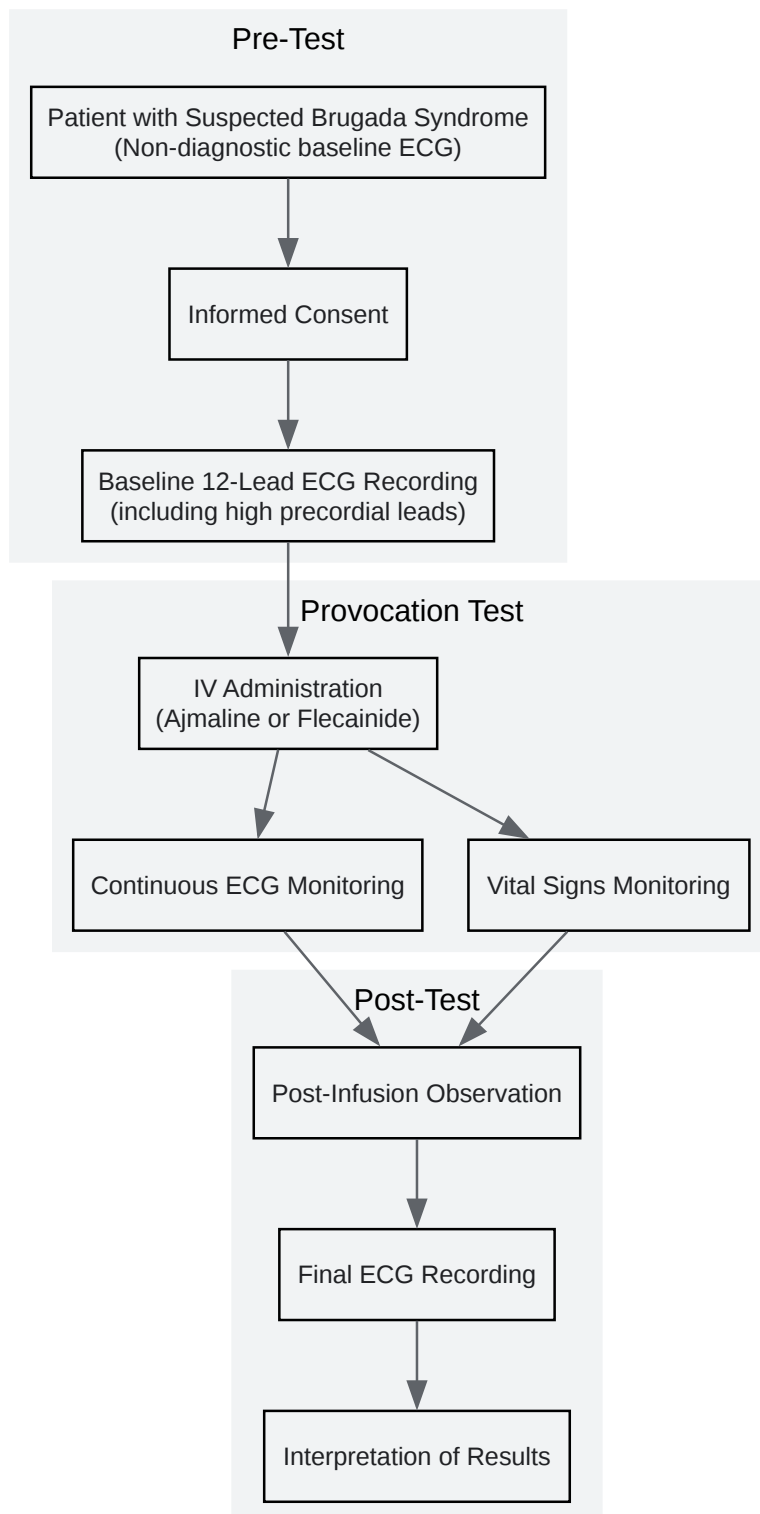 Pre-Test
Patient with Suspected Brugada Syndrome
(Non-diagnostic baseline ECG)
Informed Consent
Baseline 12-Lead ECG Recording
(including high precordial leads)
Provocation Test
IV Administration
(Ajmaline or Flecainide)
Continuous ECG Monitoring
Vital Signs Monitoring
Post-Test
Post-Infusion Observation
Final ECG Recording
Interpretation of Results